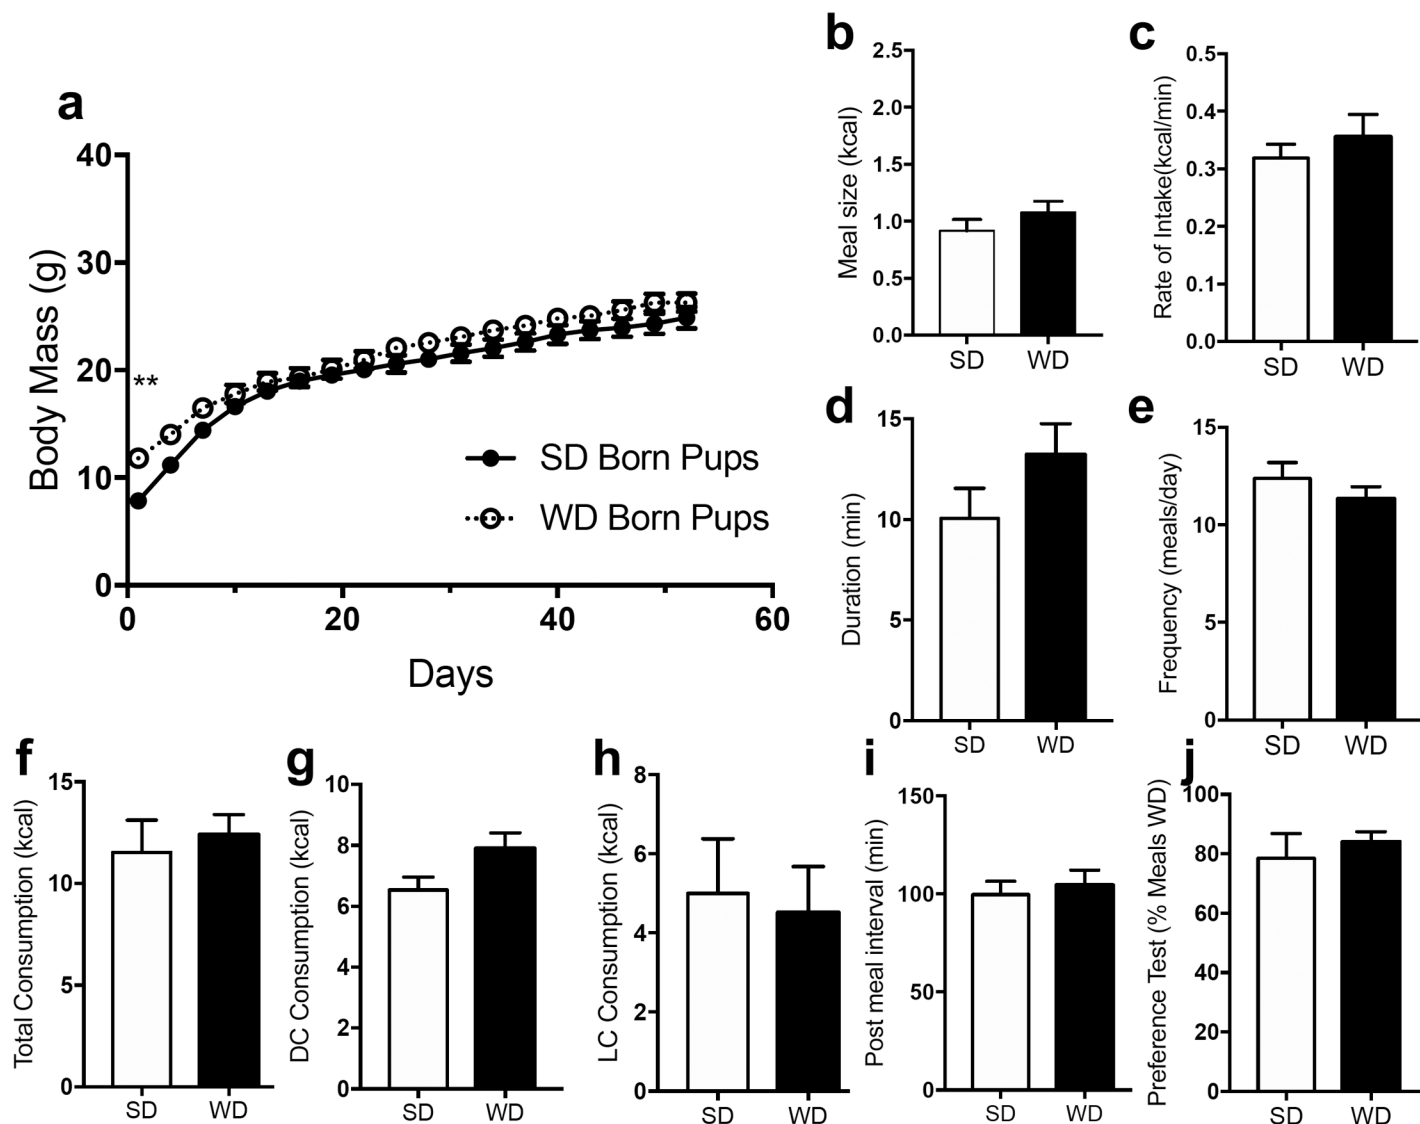 a
40
30
20
10
0
Body Mass (g)
**
SD Born Pups
WD Born Pups
0 20 40 60
Days
b
2.5
2.0
1.5
1.0
0.5
0.0
Meal size (kcal)
SD WD
c
0.5
0.4
0.3
0.2
0.1
0.0
Rate of Intake(kcal/min)
SD WD
d
15
10
5
0
Duration (min)
SD WD
e
15
10
5
0
Frequency (meals/day)
SD WD
f
15
10
5
0
Total Consumption (kcal)
SD WD
g
10
8
6
4
2
0
DC Consumption (kcal)
SD WD
h
8
6
4
2
0
LC Consumption (kcal)
SD WD
i
150
100
50
0
Post meal interval (min)
SD WD
j
100
80
60
40
20
0
Preference Test (% Meals WD)
SD WD